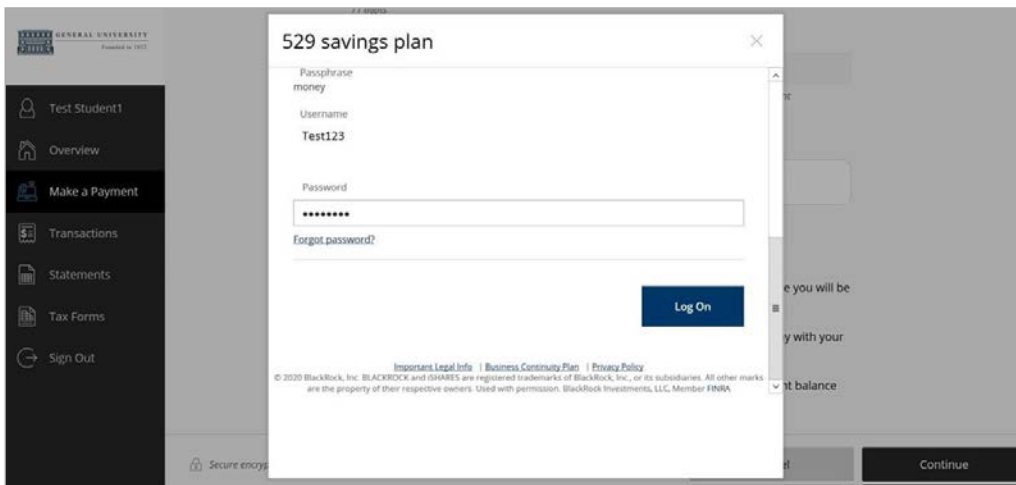 GENERAL UNIVERSITY
Test Student1
Overview
Make a Payment
Transactions
Statements
Tax Forms
Sign Out
529 savings plan
Passphrase
money
Username
Test123
Password
••••••••
Forgot password?
Log On
Important Legal Info | Business Continuity Plan | Privacy Policy
© 2020 BlackRock, Inc. BLACKROCK and iSHARES are registered trademarks of BlackRock, Inc., or its subsidiaries. All other marks
are the property of their respective owners. Used with permission. BlackRock Investments, LLC, Member FINRA
e you will be
y with your
nt balance
Secure encryp
Continue